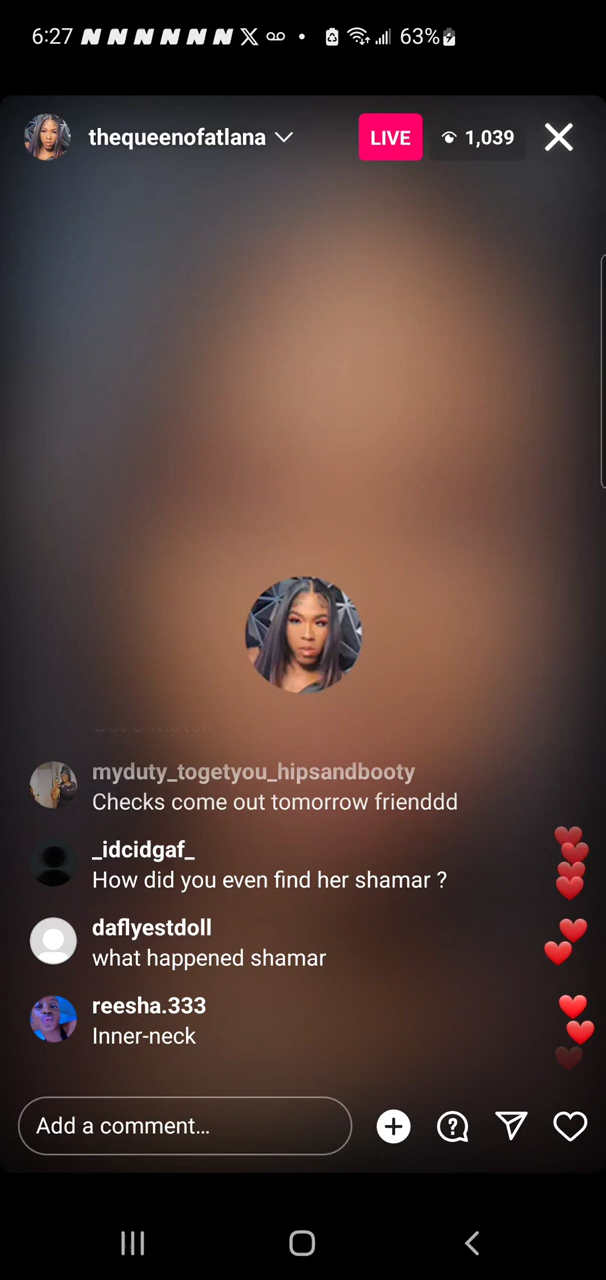 6:27 N N N N N N X 63%
thequeenofatlana LIVE 1,039
myduty_togetyou_hipsandbooty
Checks come out tomorrow frienddd
_idcidgaf_
How did you even find her shamar ?
daflyestdoll
what happened shamar
reesha.333
Inner-neck
Add a comment…